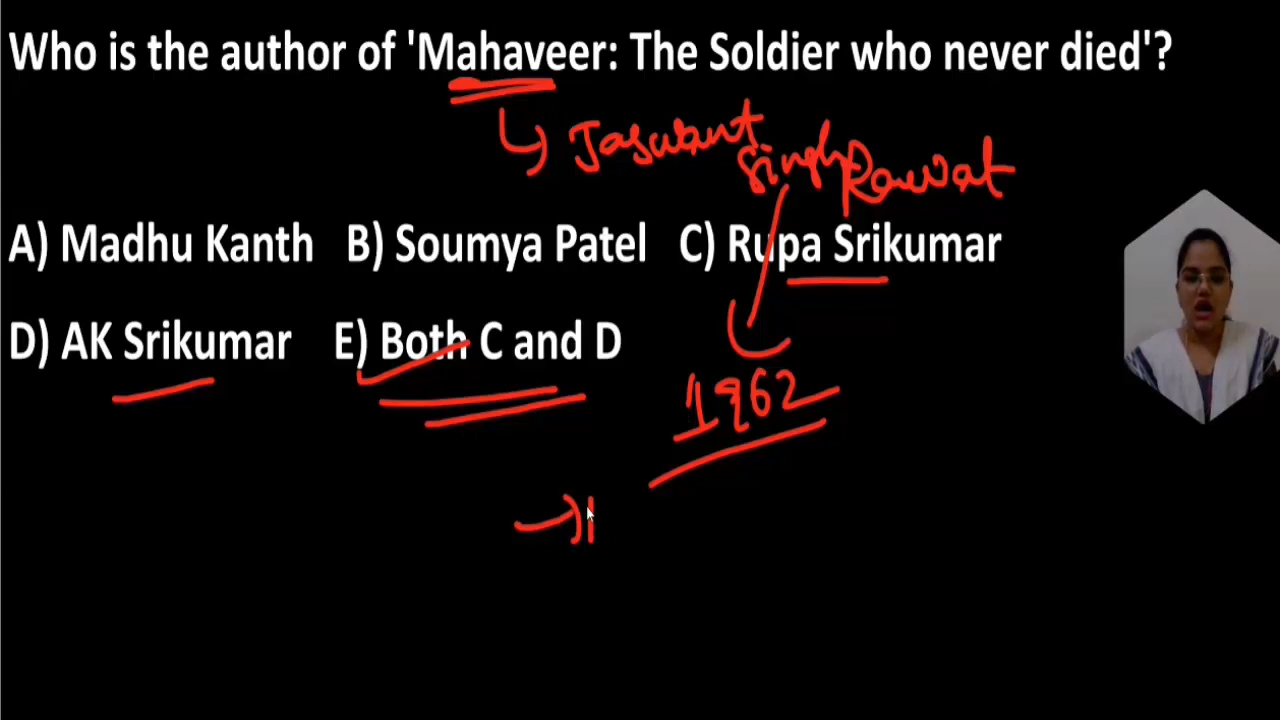 Who is the author of 'Mahaveer: The Soldier who never died'?
Jaswant
Singh Rawat
A) Madhu Kanth B) Soumya Patel C) Rupa Srikumar
D) AK Srikumar E) Both C and D
1962